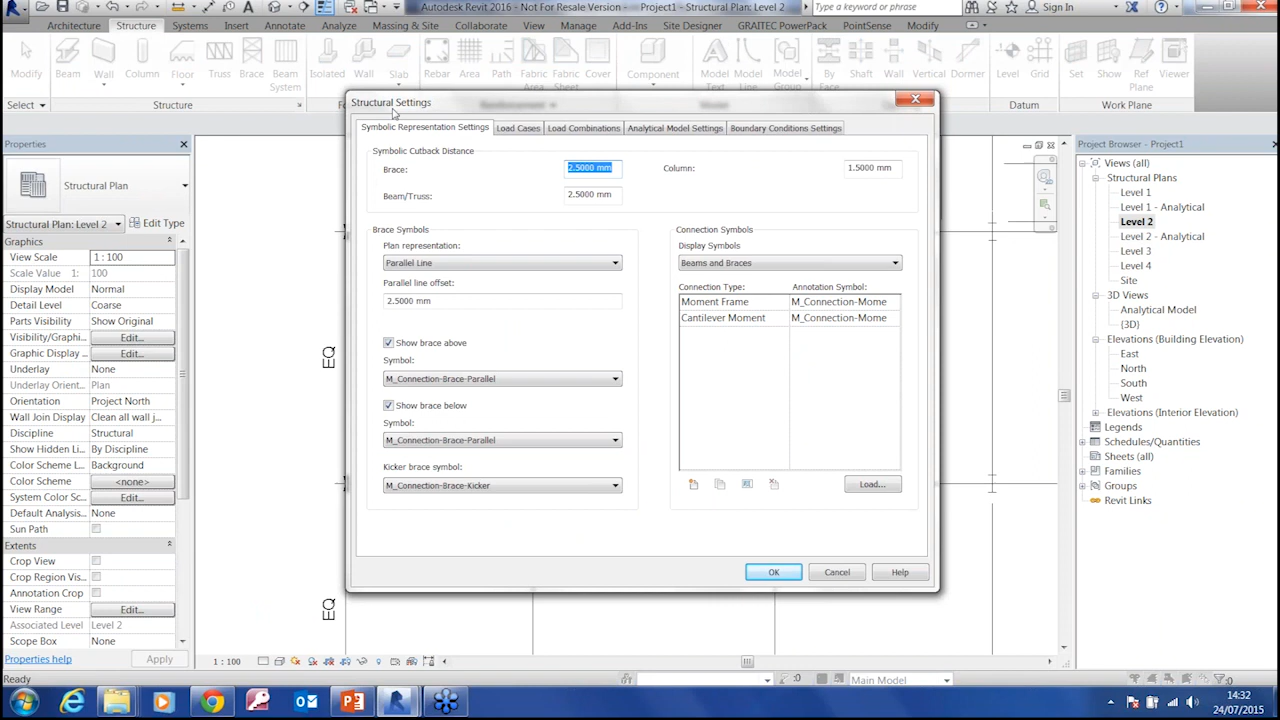 Autodesk Revit 2016 - Not For Resale Version - Project1 - Structural Plan: Level 2
Type a keyword or phrase
Sign In
Architecture Structure Systems Insert Annotate Analyze Massing & Site Collaborate View Manage Add-Ins Site Designer GRAITEC PowerPack PointSense Modify
Modify Beam Wall Column Floor Truss Brace Beam System Isolated Wall Slab Rebar Area Path Fabric Area Fabric Sheet Cover Component Model Text Model Line Model Group By Face Shaft Wall Vertical Dormer Level Grid Set Show Ref Plane Viewer
Select Structure Reinforcement Model Datum Work Plane
Properties
Structural Plan
Structural Plan: Level 2 Edit Type
Graphics
View Scale 1 : 100
Scale Value 1: 100
Display Model Normal
Detail Level Coarse
Parts Visibility Show Original
Visibility/Graphi... Edit...
Graphic Display ... Edit...
Underlay None
Underlay Orient... Plan
Orientation Project North
Wall Join Display Clean all wall j...
Discipline Structural
Show Hidden Li... By Discipline
Color Scheme L... Background
Color Scheme <none>
System Color Sc... Edit...
Default Analysis... None
Sun Path
Extents
Crop View
Crop Region Vis...
Annotation Crop
View Range Edit...
Associated Level Level 2
Scope Box None
Properties help Apply
EQ
EQ
Structural Settings
Symbolic Representation Settings Load Cases Load Combinations Analytical Model Settings Boundary Conditions Settings
Symbolic Cutback Distance
Brace: 2.5000 mm Column: 1.5000 mm
Beam/Truss: 2.5000 mm
Brace Symbols
Plan representation:
Parallel Line
Parallel line offset:
2.5000 mm
Show brace above
Symbol:
M_Connection-Brace-Parallel
Show brace below
Symbol:
M_Connection-Brace-Parallel
Kicker brace symbol:
M_Connection-Brace-Kicker
Connection Symbols
Display Symbols
Beams and Braces
Connection Type: Annotation Symbol:
Moment Frame M_Connection-Mome
Cantilever Moment M_Connection-Mome
Load...
OK Cancel Help
Project Browser - Project1
Views (all)
Structural Plans
Level 1
Level 1 - Analytical
Level 2
Level 2 - Analytical
Level 3
Level 4
Site
3D Views
Analytical Model
{3D}
Elevations (Building Elevation)
East
North
South
West
Elevations (Interior Elevation)
Legends
Schedules/Quantities
Sheets (all)
Families
Groups
Revit Links
1 : 100
Ready :0 Main Model :0
14:32
24/07/2015